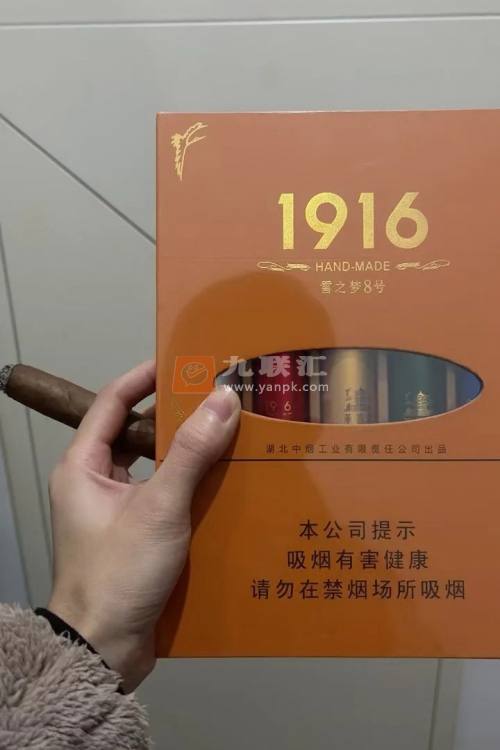 1916
HAND-MADE
雪之梦8号
九联汇
www.yanpk.com
1916
湖北中烟工业有限责任公司出品
本公司提示
吸烟有害健康
请勿在禁烟场所吸烟